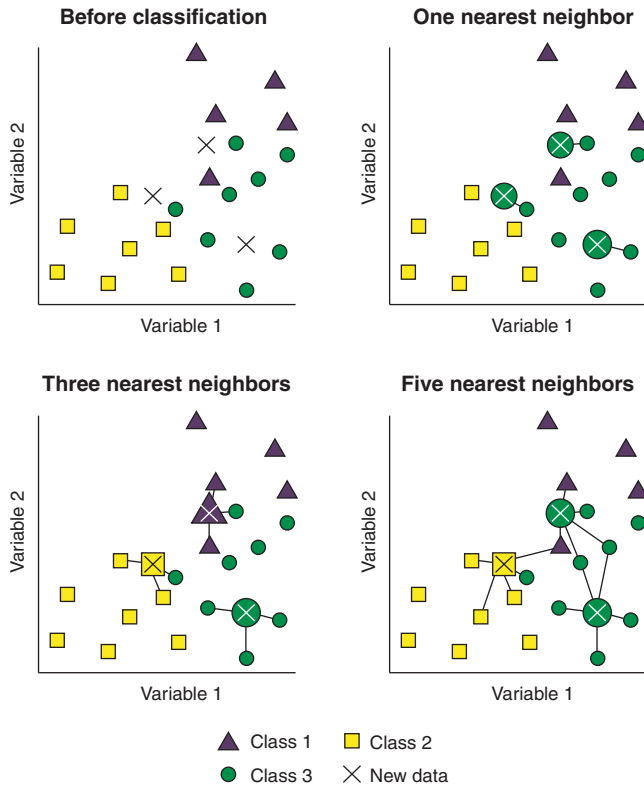 Before classification
One nearest neighbor
Variable 2
Variable 1
Variable 2
Variable 1
Three nearest neighbors
Five nearest neighbors
Variable 2
Variable 1
Variable 2
Variable 1
Class 1
Class 2
Class 3
New data